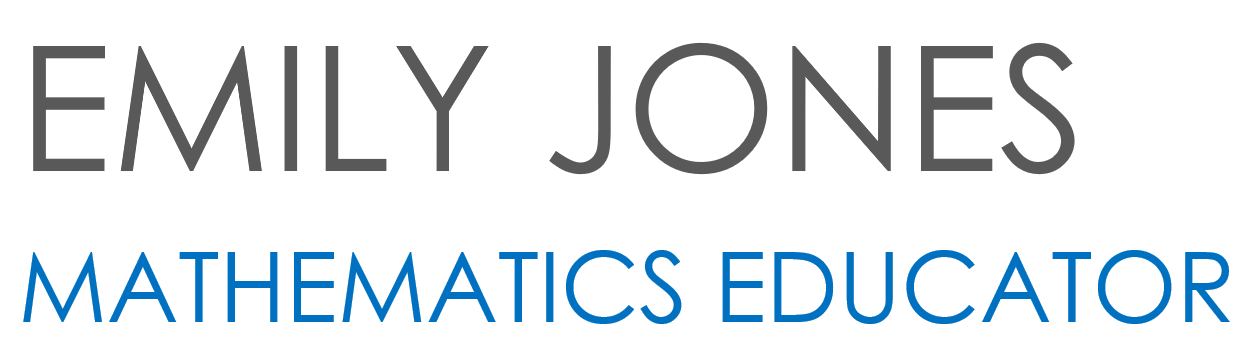 EMILY JONES
MATHEMATICS EDUCATOR